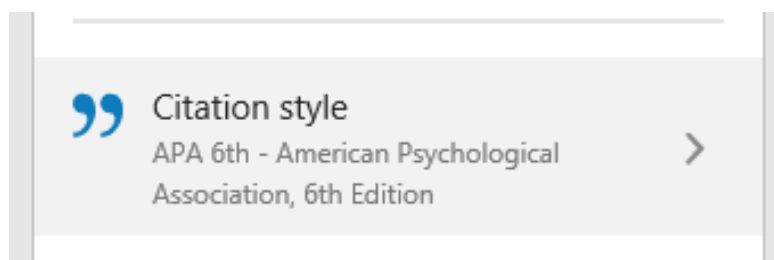 Citation style
APA 6th - American Psychological
Association, 6th Edition